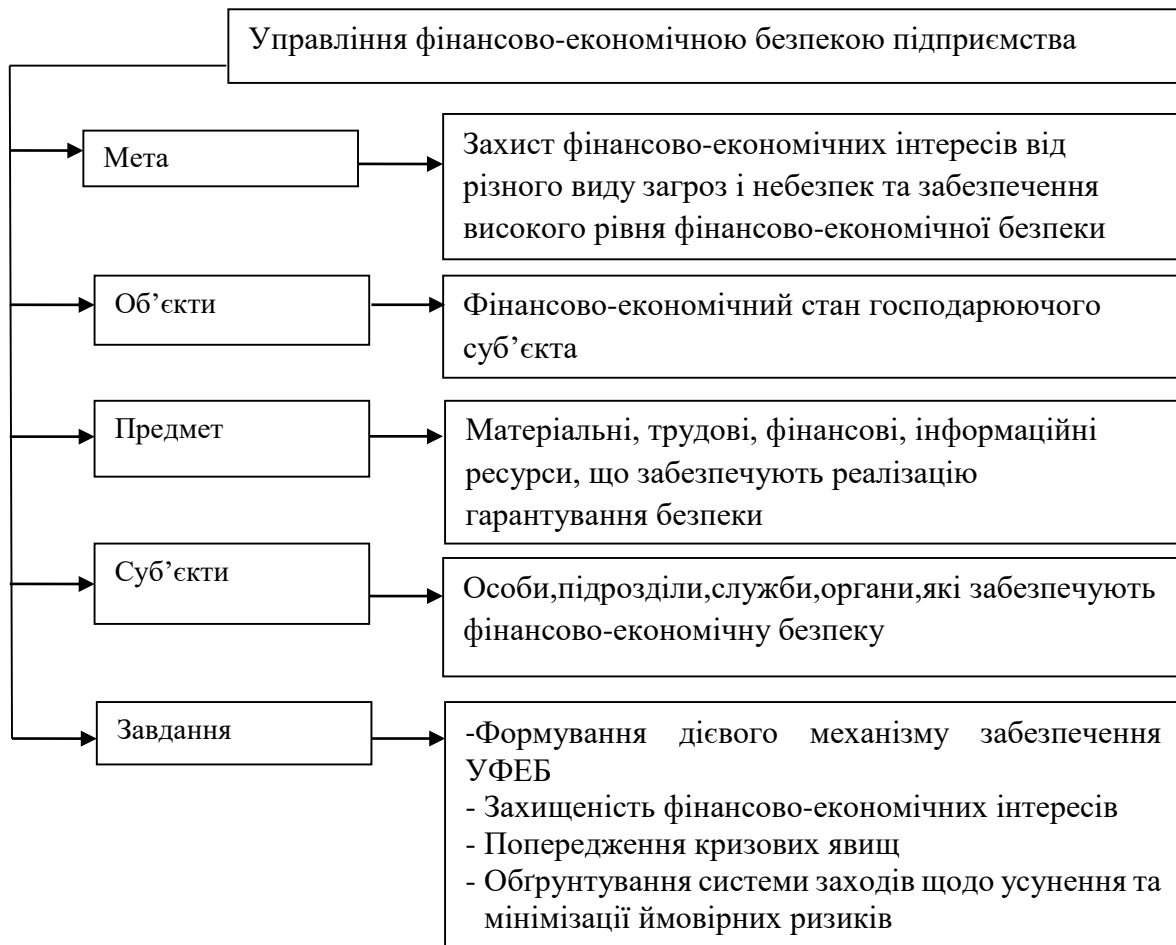 Управління фінансово-економічною безпекою підприємства
Мета
Захист фінансово-економічних інтересів від
різного виду загроз і небезпек та забезпечення
високого рівня фінансово-економічної безпеки
Об’єкти
Фінансово-економічний стан господарюючого
суб’єкта
Предмет
Матеріальні, трудові, фінансові, інформаційні
ресурси, що забезпечують реалізацію
гарантування безпеки
Суб’єкти
Особи,підрозділи,служби,органи,які забезпечують
фінансово-економічну безпеку
Завдання
-Формування дієвого механізму забезпечення
УФЕБ
- Захищеність фінансово-економічних інтересів
- Попередження кризових явищ
- Обґрунтування системи заходів щодо усунення та
мінімізації ймовірних ризиків